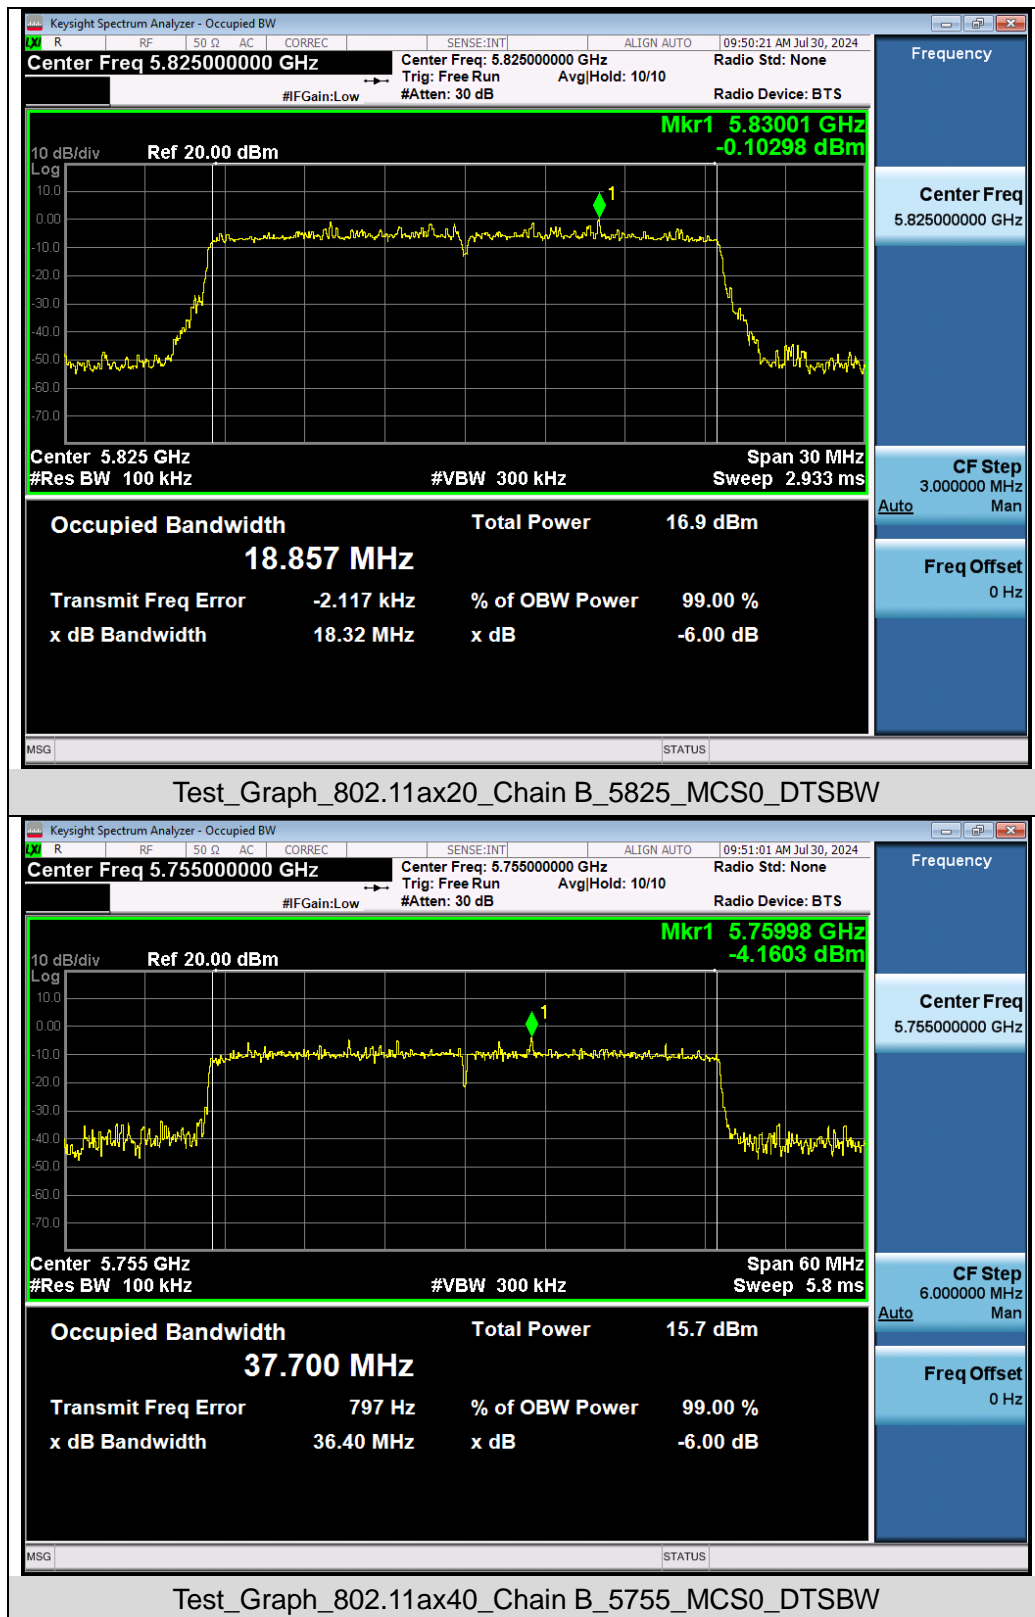 Keysight Spectrum Analyzer - Occupied BW
LXI R RF 50 Ω AC CORREC SENSE:INT ALIGN AUTO 09:50:21 AM Jul 30, 2024
Center Freq 5.825000000 GHz
Center Freq: 5.825000000 GHz
Radio Std: None
Trig: Free Run Avg|Hold: 10/10
#IFGain:Low
#Atten: 30 dB
Radio Device: BTS
Frequency
Mkr1 5.83001 GHz
-0.10298 dBm
10 dB/div Ref 20.00 dBm
Log
10.0
0.00
-10.0
-20.0
-30.0
-40.0
-50.0
-60.0
-70.0
1
Center Freq
5.825000000 GHz
Center 5.825 GHz
Span 30 MHz
#Res BW 100 kHz
#VBW 300 kHz
Sweep 2.933 ms
CF Step
3.000000 MHz
Auto Man
Freq Offset
0 Hz
Occupied Bandwidth
Total Power 16.9 dBm
18.857 MHz
Transmit Freq Error -2.117 kHz % of OBW Power 99.00 %
x dB Bandwidth 18.32 MHz x dB -6.00 dB
MSG STATUS
Test_Graph_802.11ax20_Chain B_5825_MCS0_DTSBW
Keysight Spectrum Analyzer - Occupied BW
LXI R RF 50 Ω AC CORREC SENSE:INT ALIGN AUTO 09:51:01 AM Jul 30, 2024
Center Freq 5.755000000 GHz
Center Freq: 5.755000000 GHz
Radio Std: None
Trig: Free Run Avg|Hold: 10/10
#IFGain:Low
#Atten: 30 dB
Radio Device: BTS
Frequency
Mkr1 5.75998 GHz
-4.1603 dBm
10 dB/div Ref 20.00 dBm
Log
10.0
0.00
-10.0
-20.0
-30.0
-40.0
-50.0
-60.0
-70.0
1
Center Freq
5.755000000 GHz
Center 5.755 GHz
Span 60 MHz
#Res BW 100 kHz
#VBW 300 kHz
Sweep 5.8 ms
CF Step
6.000000 MHz
Auto Man
Freq Offset
0 Hz
Occupied Bandwidth
Total Power 15.7 dBm
37.700 MHz
Transmit Freq Error 797 Hz % of OBW Power 99.00 %
x dB Bandwidth 36.40 MHz x dB -6.00 dB
MSG STATUS
Test_Graph_802.11ax40_Chain B_5755_MCS0_DTSBW